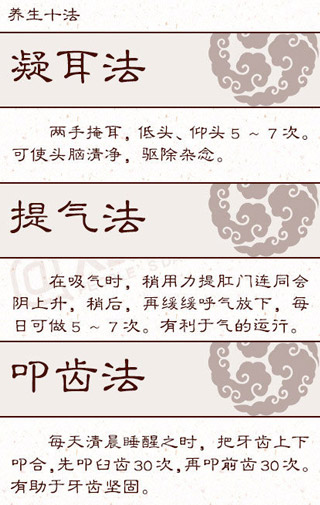 养生十法
凝耳法
两手掩耳,低头、仰头5~7次。
可使头脑清净,驱除杂念。
提气法
在吸气时,稍用力提肛门连同会
阴上升,稍后,再缓缓呼气放下,每
日可做5~7次。有利于气的运行。
叩齿法
每天清晨睡醒之时,把牙齿上下
叩合,先叩臼齿30次,再叩前齿30次。
有助于牙齿坚固。